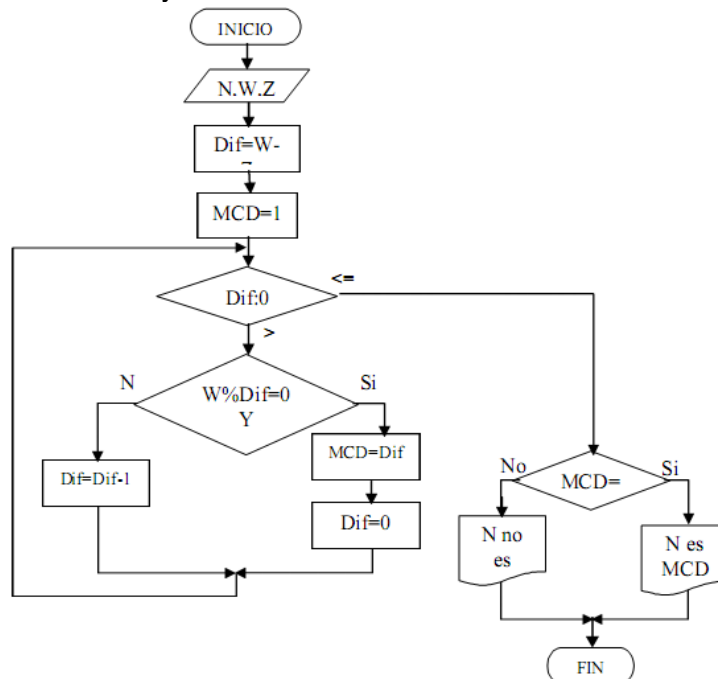 INICIO
N.W.Z
Dif=W-
MCD=1
Dif:0
<=
>
W%Dif=0
Y
N
Si
Dif=Dif-1
MCD=Dif
Dif=0
MCD=
No
Si
N no
es
N es
MCD
FIN